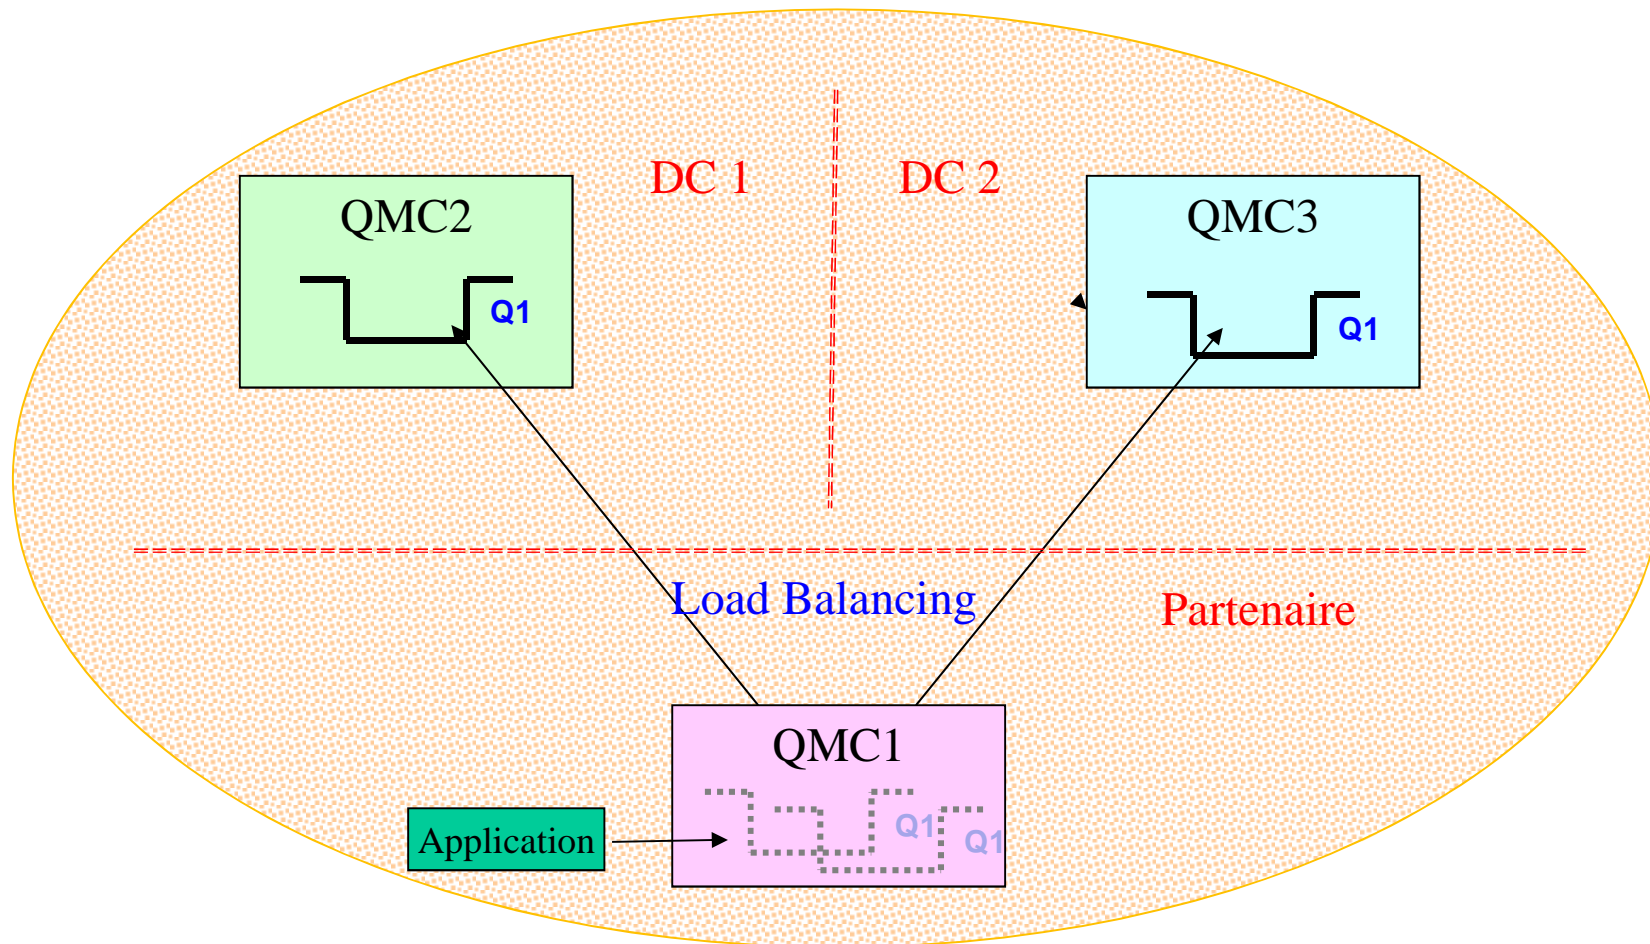 DC 1
DC 2
QMC2
Q1
QMC3
Q1
Load Balancing
Partenaire
QMC1
Q1
Q1
Application